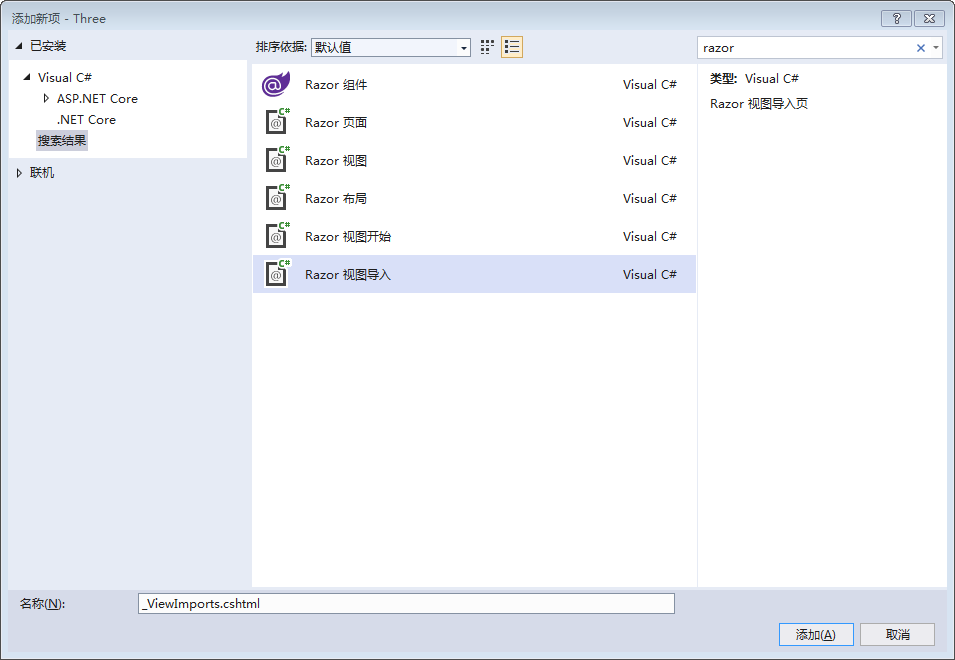 添加新项 - Three
已安装
Visual C#
ASP.NET Core
.NET Core
搜索结果
联机
排序依据: 默认值
Razor 组件 Visual C#
Razor 页面 Visual C#
Razor 视图 Visual C#
Razor 布局 Visual C#
Razor 视图开始 Visual C#
Razor 视图导入 Visual C#
razor
类型: Visual C#
Razor 视图导入页
名称(N): _ViewImports.cshtml
添加(A) 取消